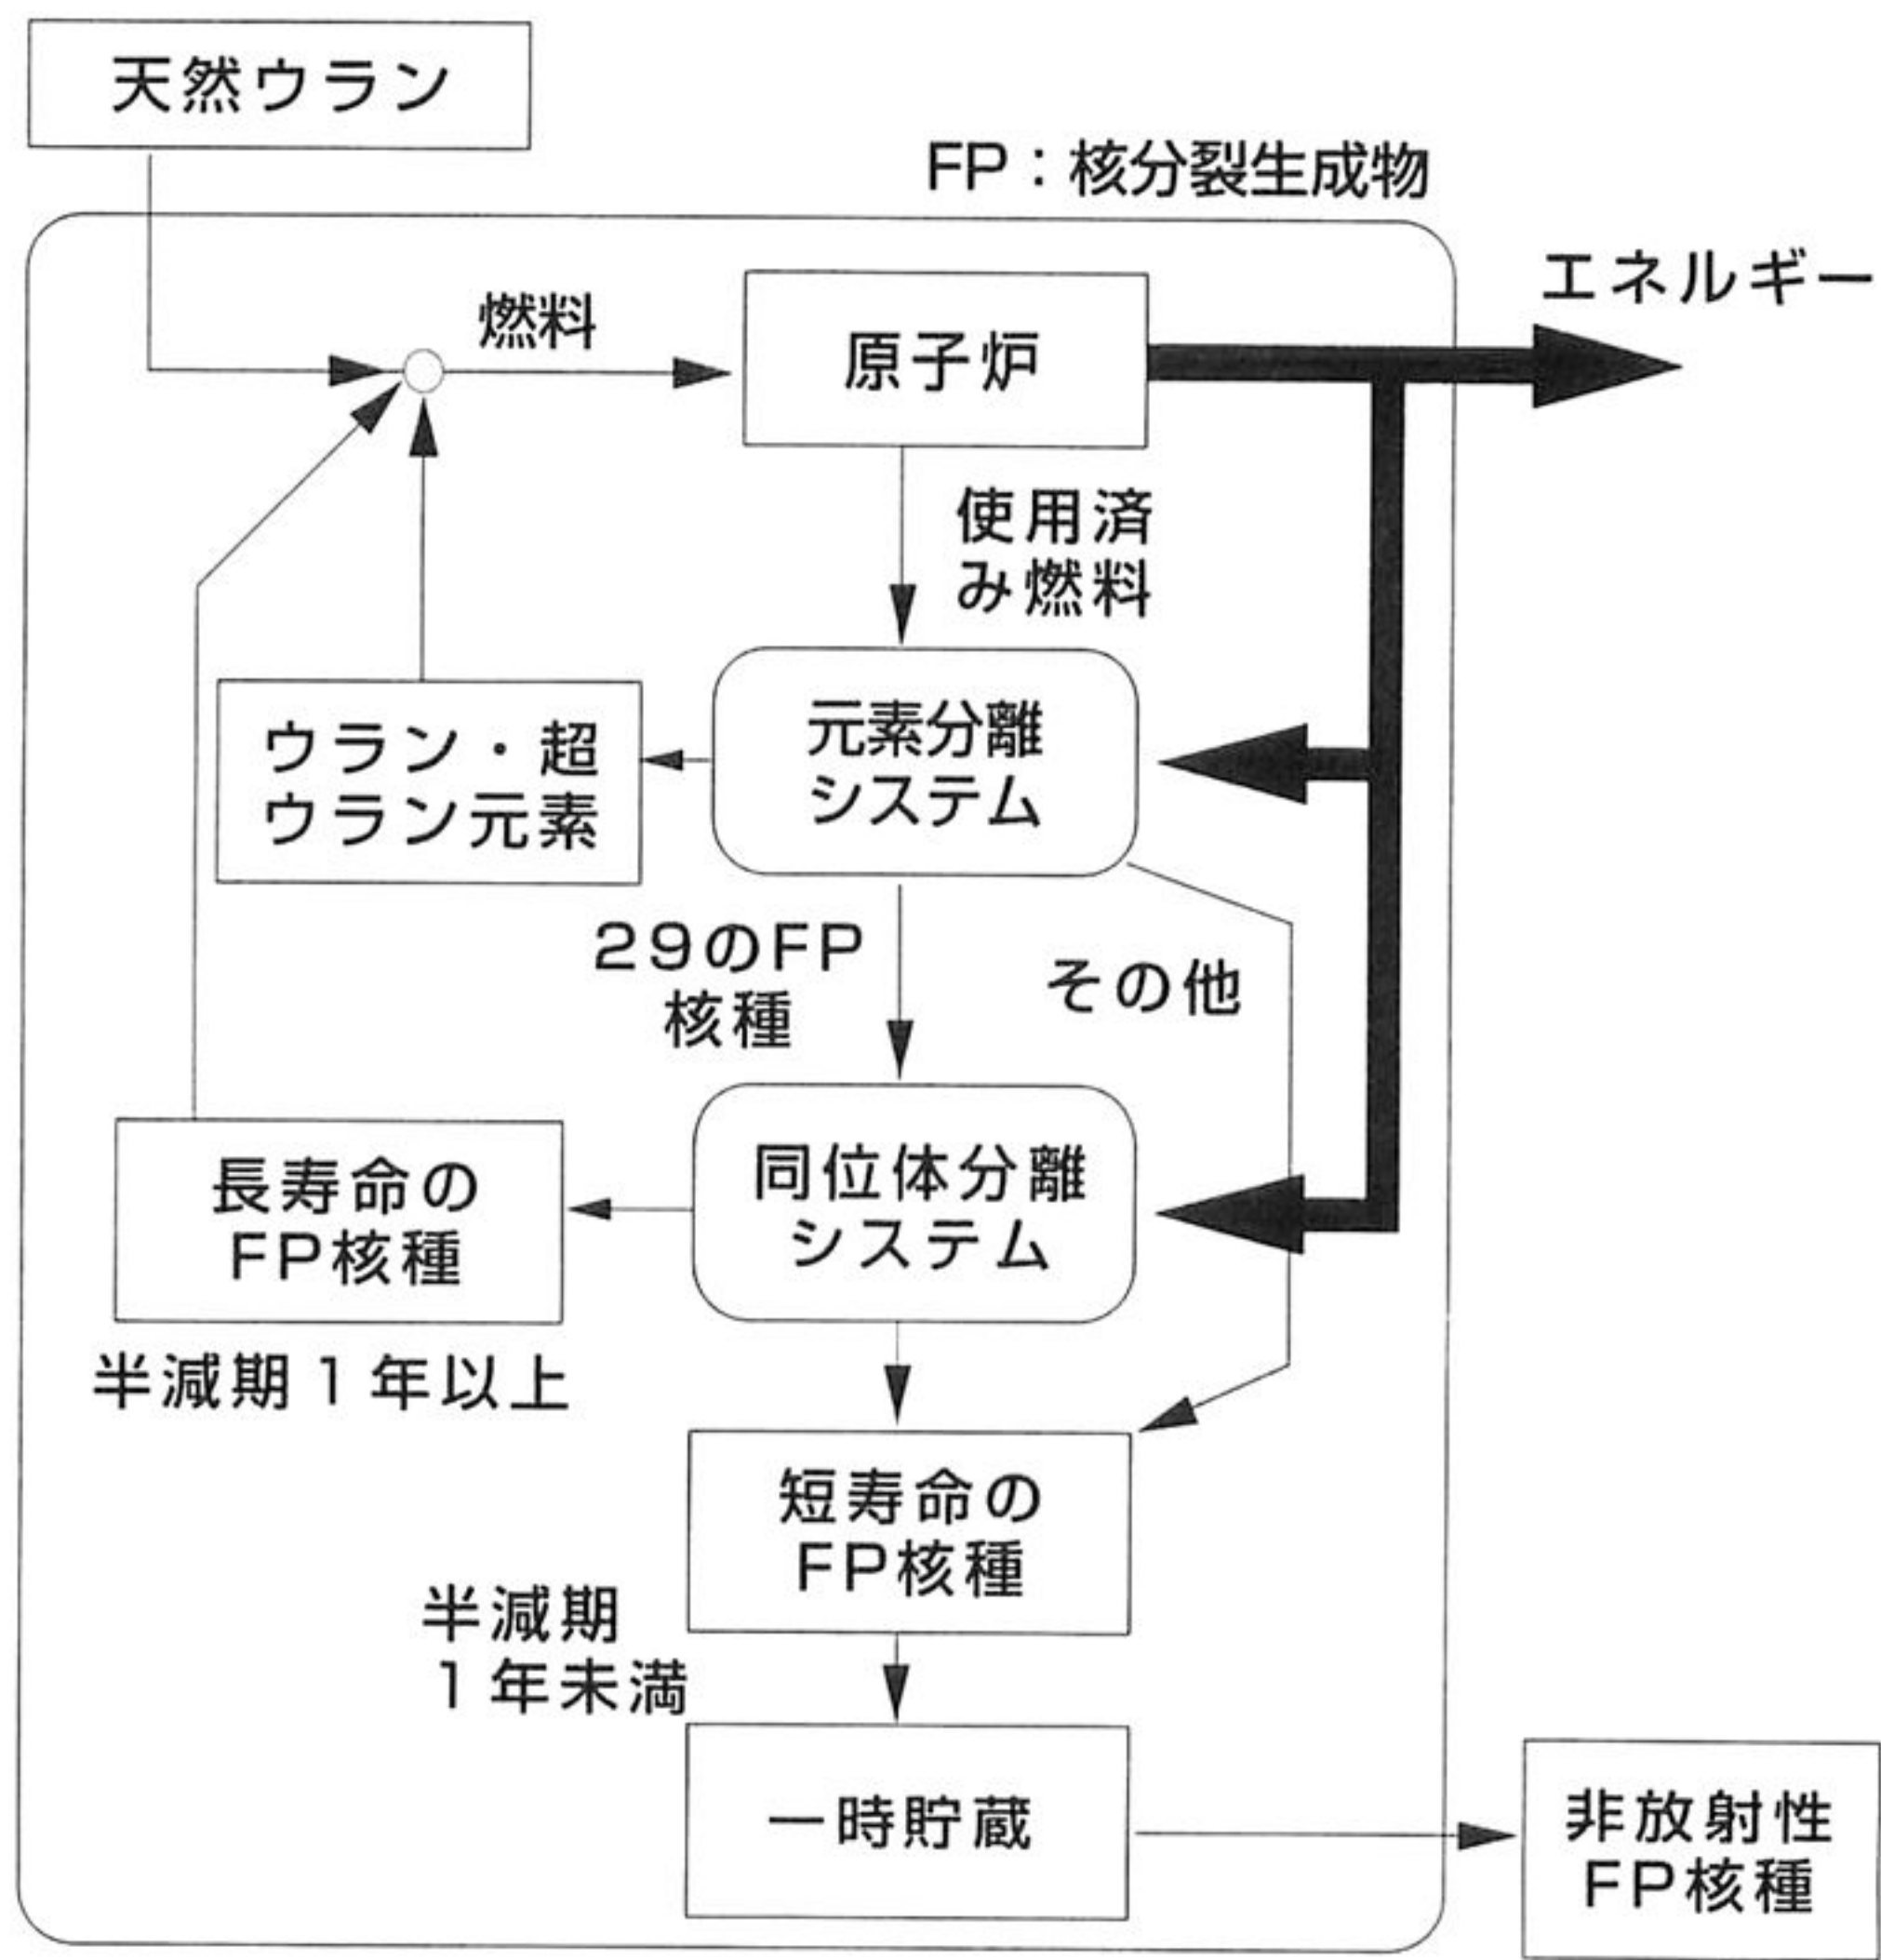 天然ウラン
FP：核分裂生成物
エネルギー
燃料
原子炉
使用済
み燃料
ウラン・超
ウラン元素
元素分離
システム
29のFP
核種
その他
長寿命の
FP核種
同位体分離
システム
半減期1年以上
短寿命の
FP核種
半減期
1年未満
一時貯蔵
非放射性
FP核種